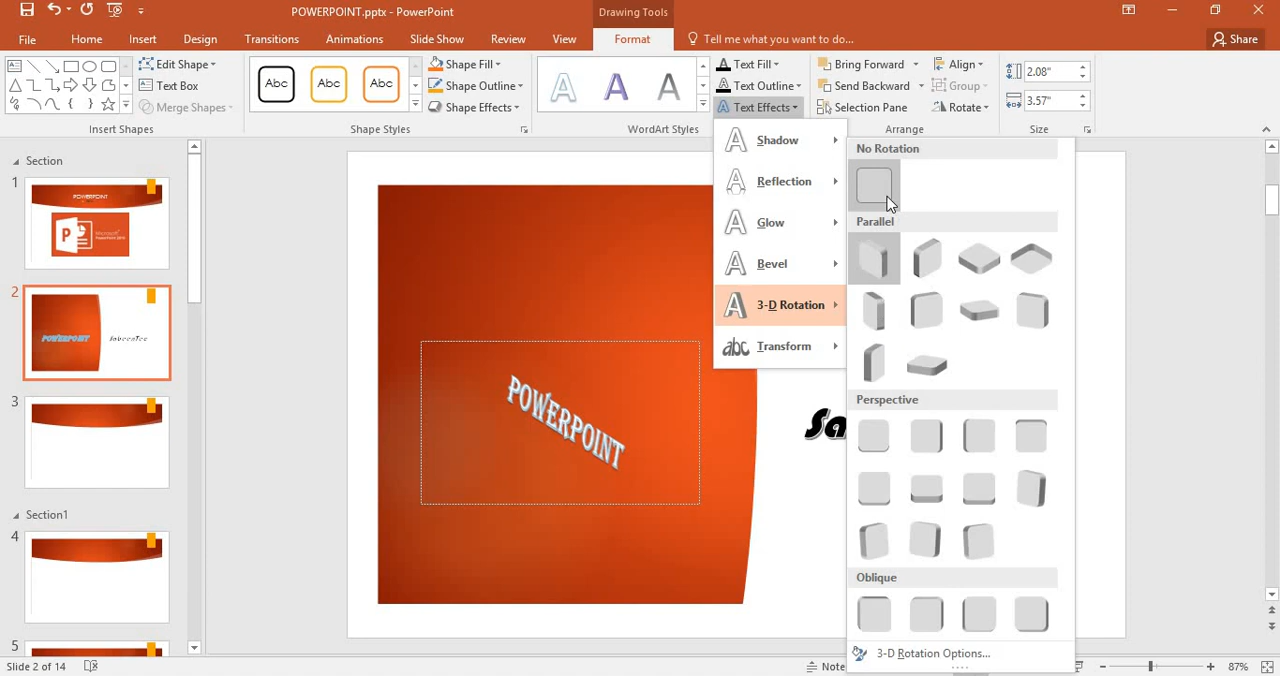 POWERPOINT.pptx - PowerPoint
Drawing Tools
File
Home
Insert
Design
Transitions
Animations
Slide Show
Review
View
Format
Tell me what you want to do...
Share
Edit Shape
Text Box
Merge Shapes
Insert Shapes
Abc
Abc
Abc
Shape Fill
Shape Outline
Shape Effects
Shape Styles
A
A
A
WordArt Styles
Text Fill
Text Outline
Text Effects
Bring Forward
Send Backward
Selection Pane
Align
Group
Rotate
Arrange
2.08"
3.57"
Size
Section
1
POWERPOINT
2
POWERPOINT
3
Section1
4
5
POWERPOINT
Sa
Shadow
Reflection
Glow
Bevel
3-D Rotation
Transform
No Rotation
Parallel
Perspective
Oblique
3-D Rotation Options...
Slide 2 of 14
Note
87%